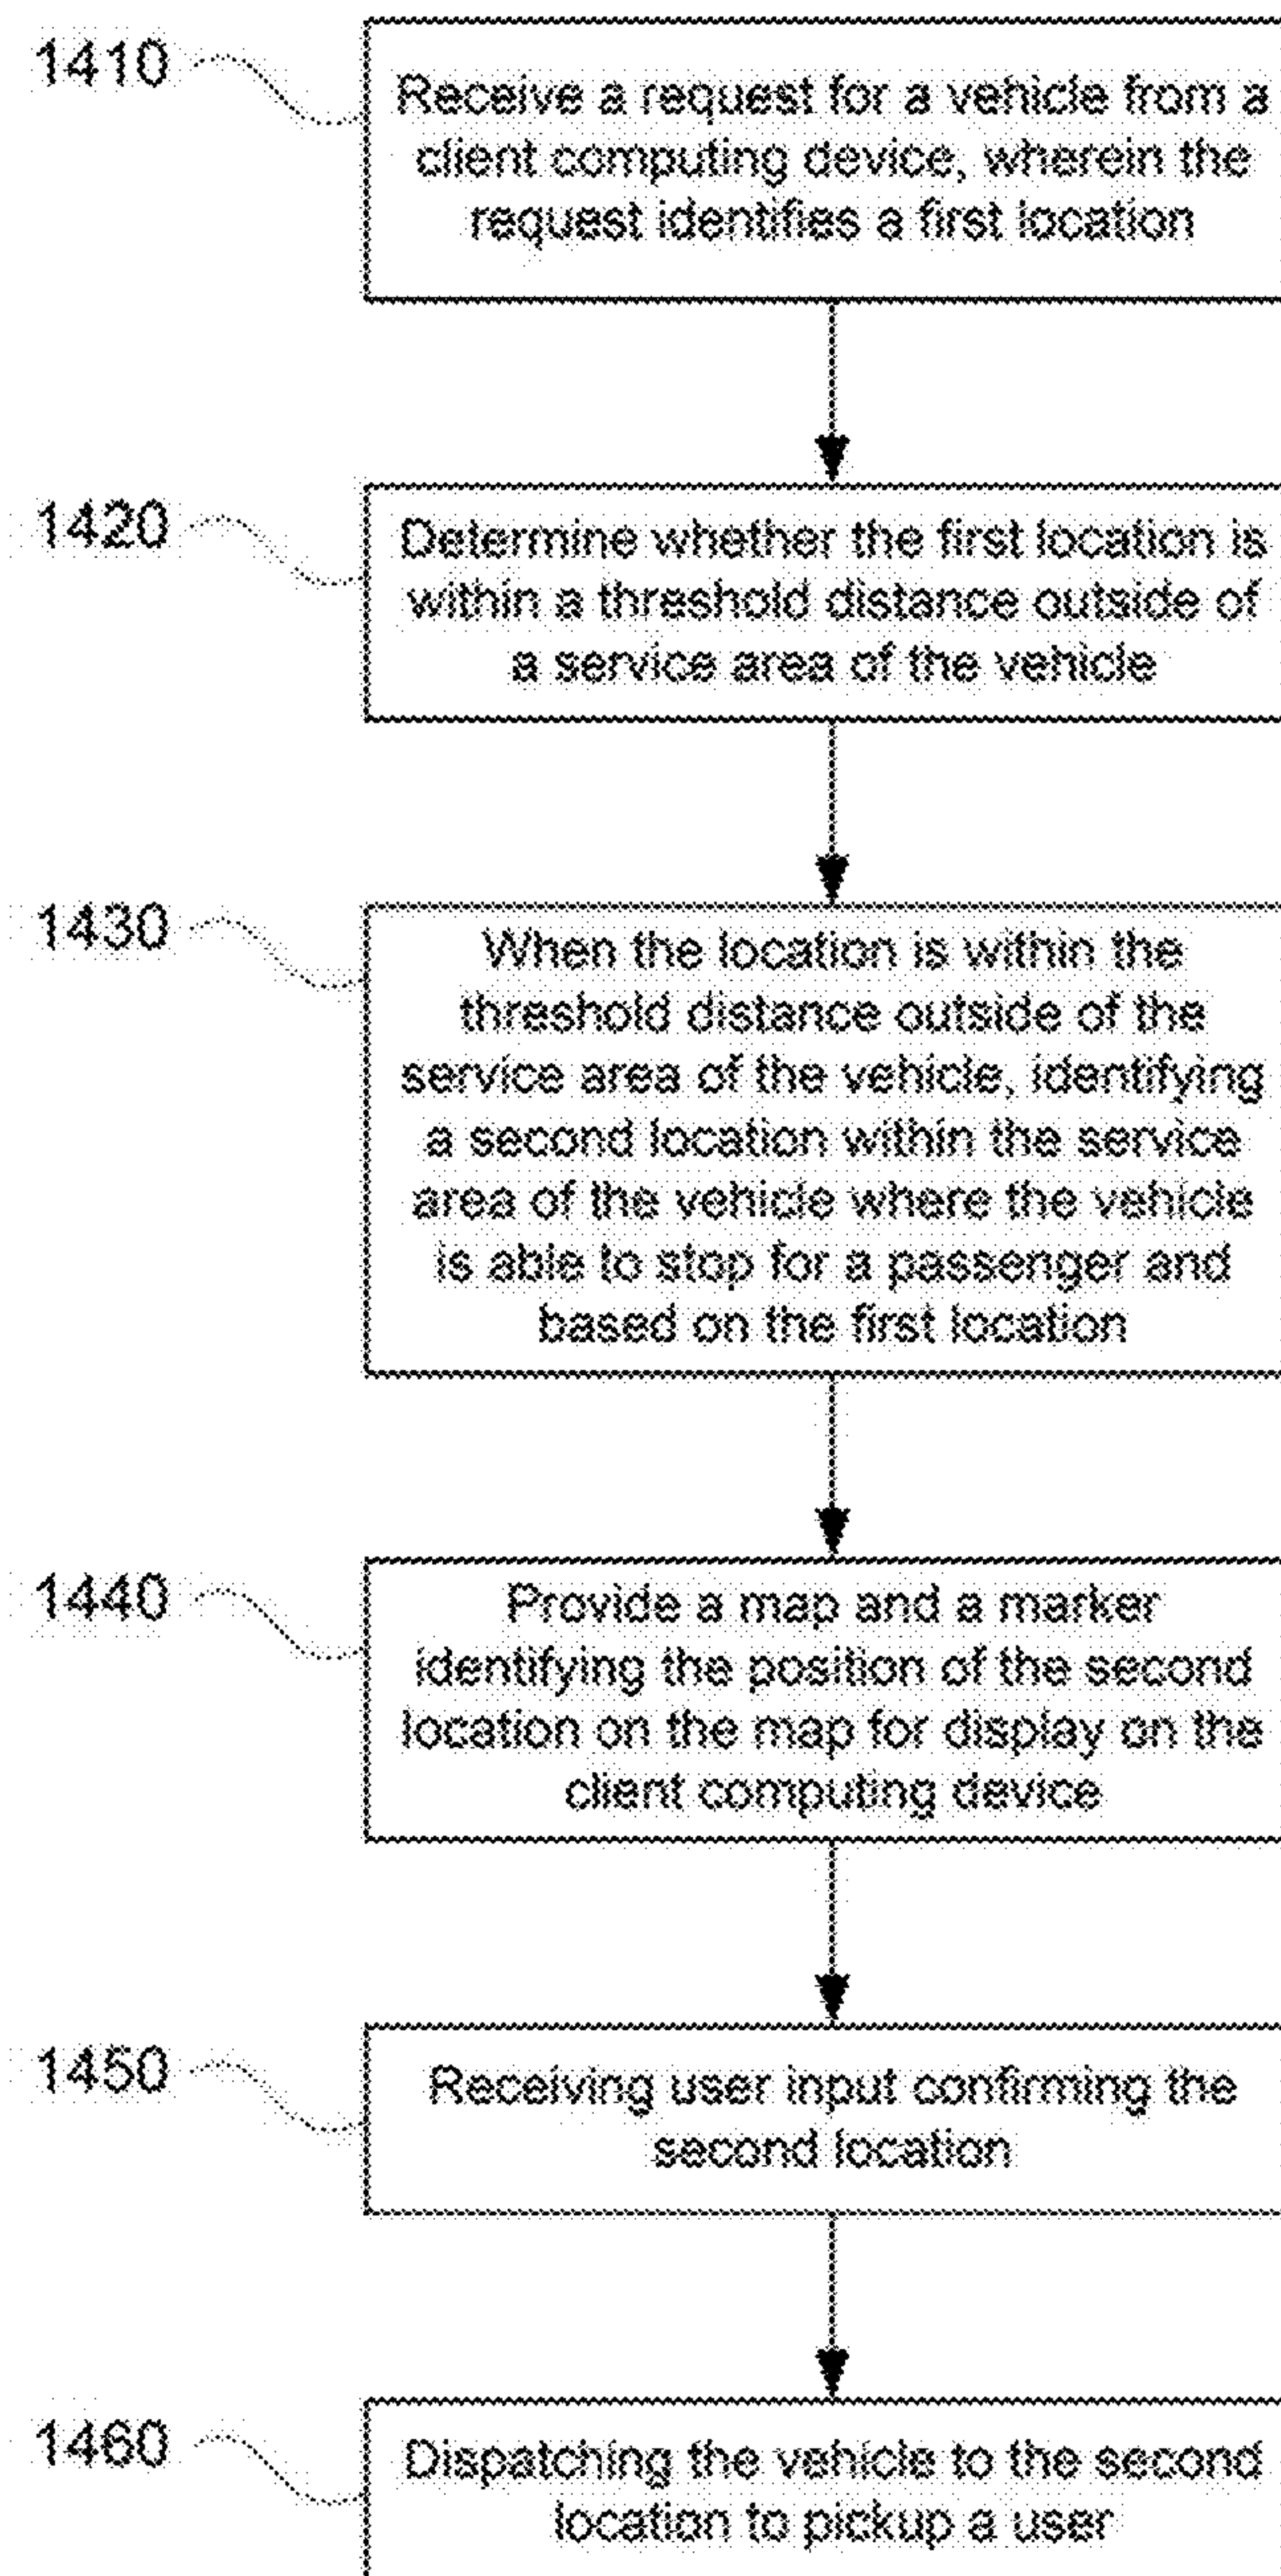 1410
Receive a request for a vehicle from a
client computing device, wherein the
request identifies a first location
1420
Determine whether the first location is
within a threshold distance outside of
a service area of the vehicle
1430
When the location is within the
threshold distance outside of the
service area of the vehicle, identifying
a second location within the service
area of the vehicle where the vehicle
is able to stop for a passenger and
based on the first location
1440
Provide a map and a marker
identifying the position of the second
location on the map for display on the
client computing device
1450
Receiving user input confirming the
second location
1460
Dispatching the vehicle to the second
location to pickup a user